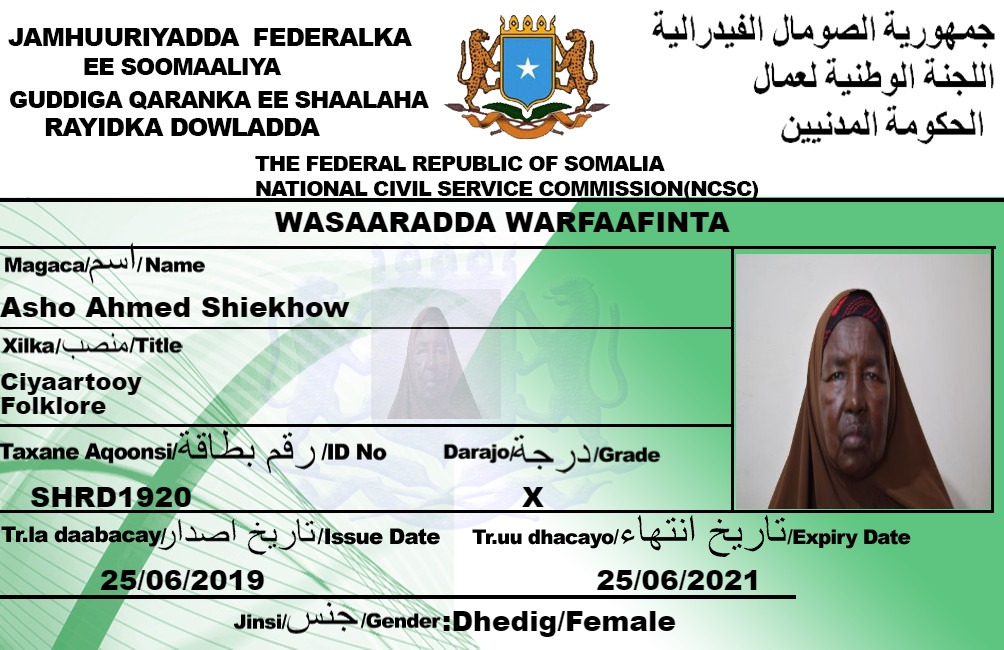 JAMHUURIYADDA FEDERALKA
EE SOOMAALIYA
GUDDIGA QARANKA EE SHAALAHA
RAYIDKA DOWLADDA
جمهورية الصومال الفيدرالية
اللجنة الوطنية لعمال
الحكومة المدنيين
THE FEDERAL REPUBLIC OF SOMALIA
NATIONAL CIVIL SERVICE COMMISSION(NCSC)
WASAARADDA WARFAAFINTA
Magaca/اسم/Name
Asho Ahmed Shiekhow
Xilka/منصب/Title
Ciyaartooy
Folklore
Taxane Aqoonsi/رقم بطاقة/ID No
Darajo/درجة/Grade
SHRD1920
X
Tr.la daabacay/تاريخ اصدار/Issue Date
Tr.uu dhacayo/تاريخ انتهاء/Expiry Date
25/06/2019
25/06/2021
Jinsi/جنس/Gender:Dhedig/Female